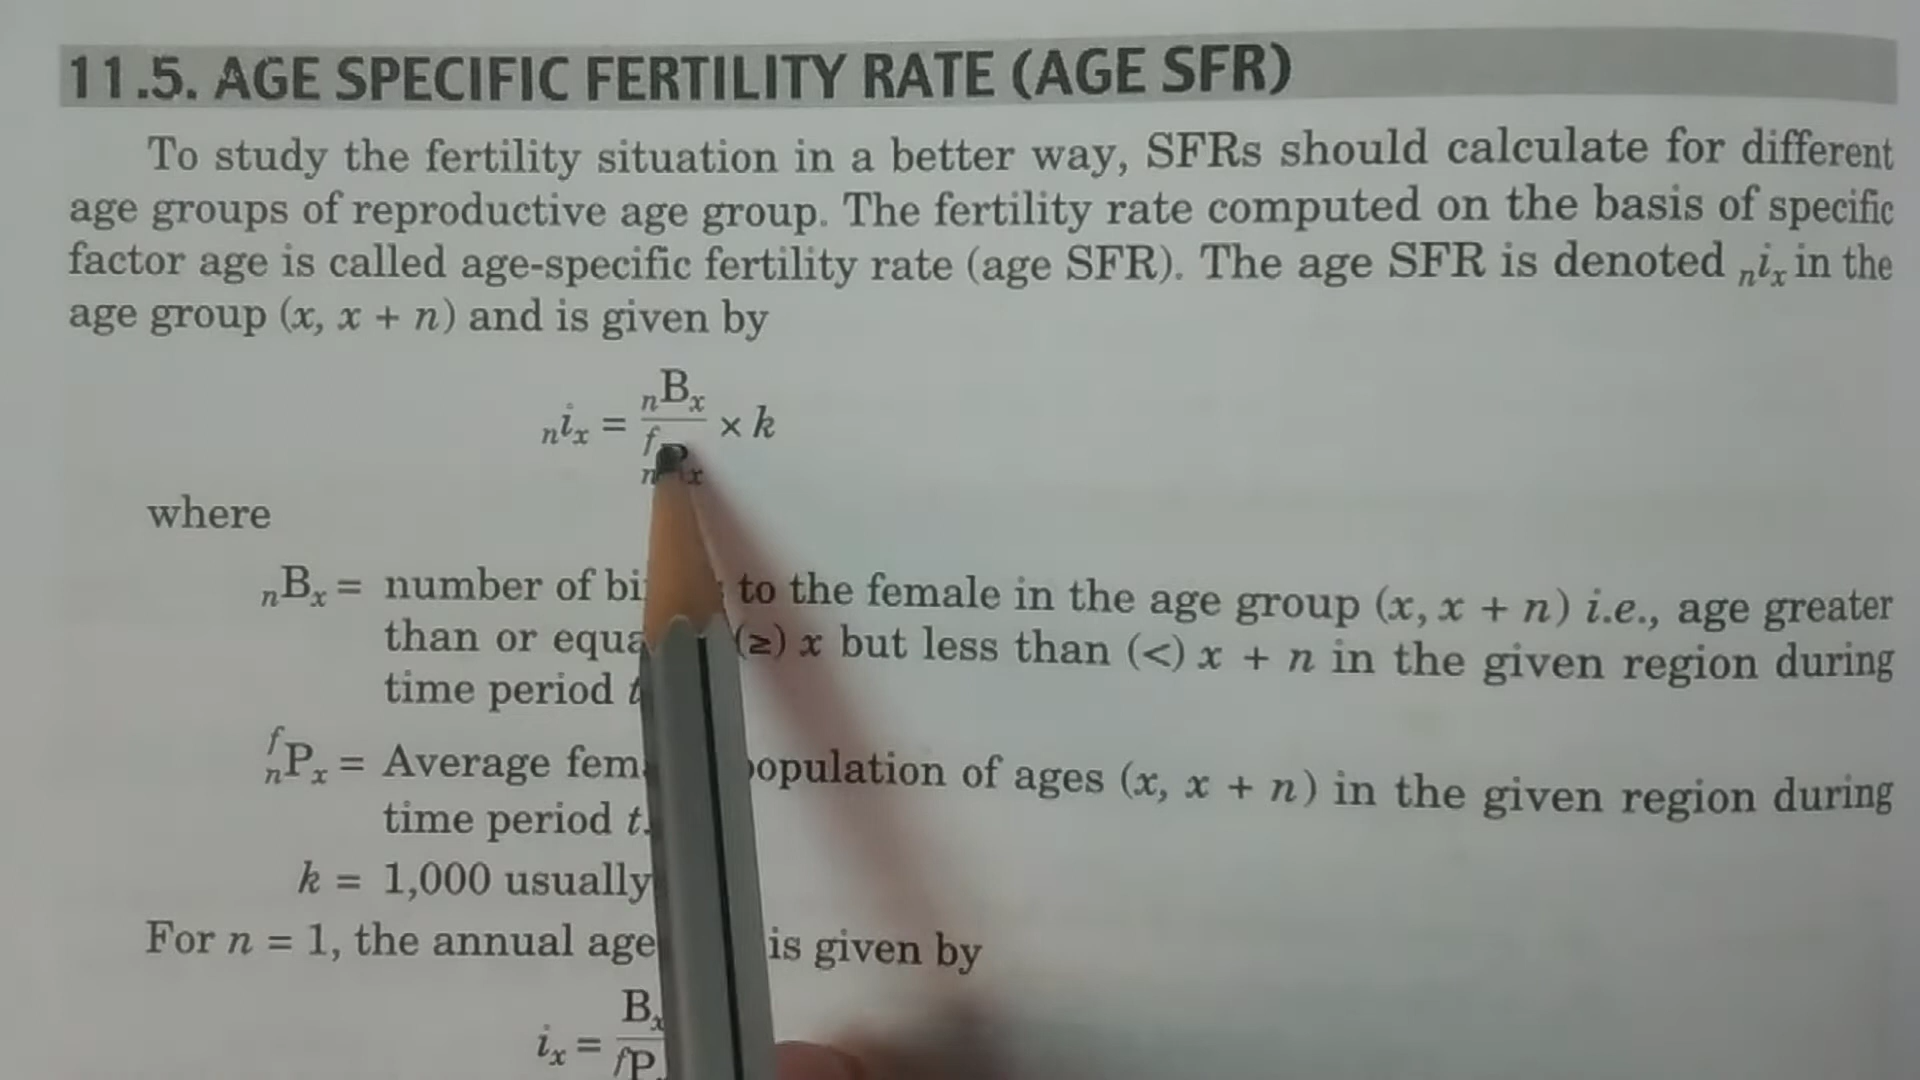 11.5. AGE SPECIFIC FERTILITY RATE (AGE SFR)
To study the fertility situation in a better way, SFRs should calculate for different
age groups of reproductive age group. The fertility rate computed on the basis of specific
factor age is called age-specific fertility rate (age SFR). The age SFR is denoted ₙiₓ in the
age group (x, x + n) and is given by
ₙiₓ = ₙBₓ / ᶠₙPₓ × k
where
ₙBₓ = number of to the female in the age group (x, x + n) i.e., age greater
than or (≥) x but less than (<) x + n in the given region during
time period t
ᶠₙPₓ = Average population of ages (x, x + n) in the given region during
time period t.
k = 1,000 usually
For n = 1, the annual age is given by
iₓ = Bₓ / ᶠP